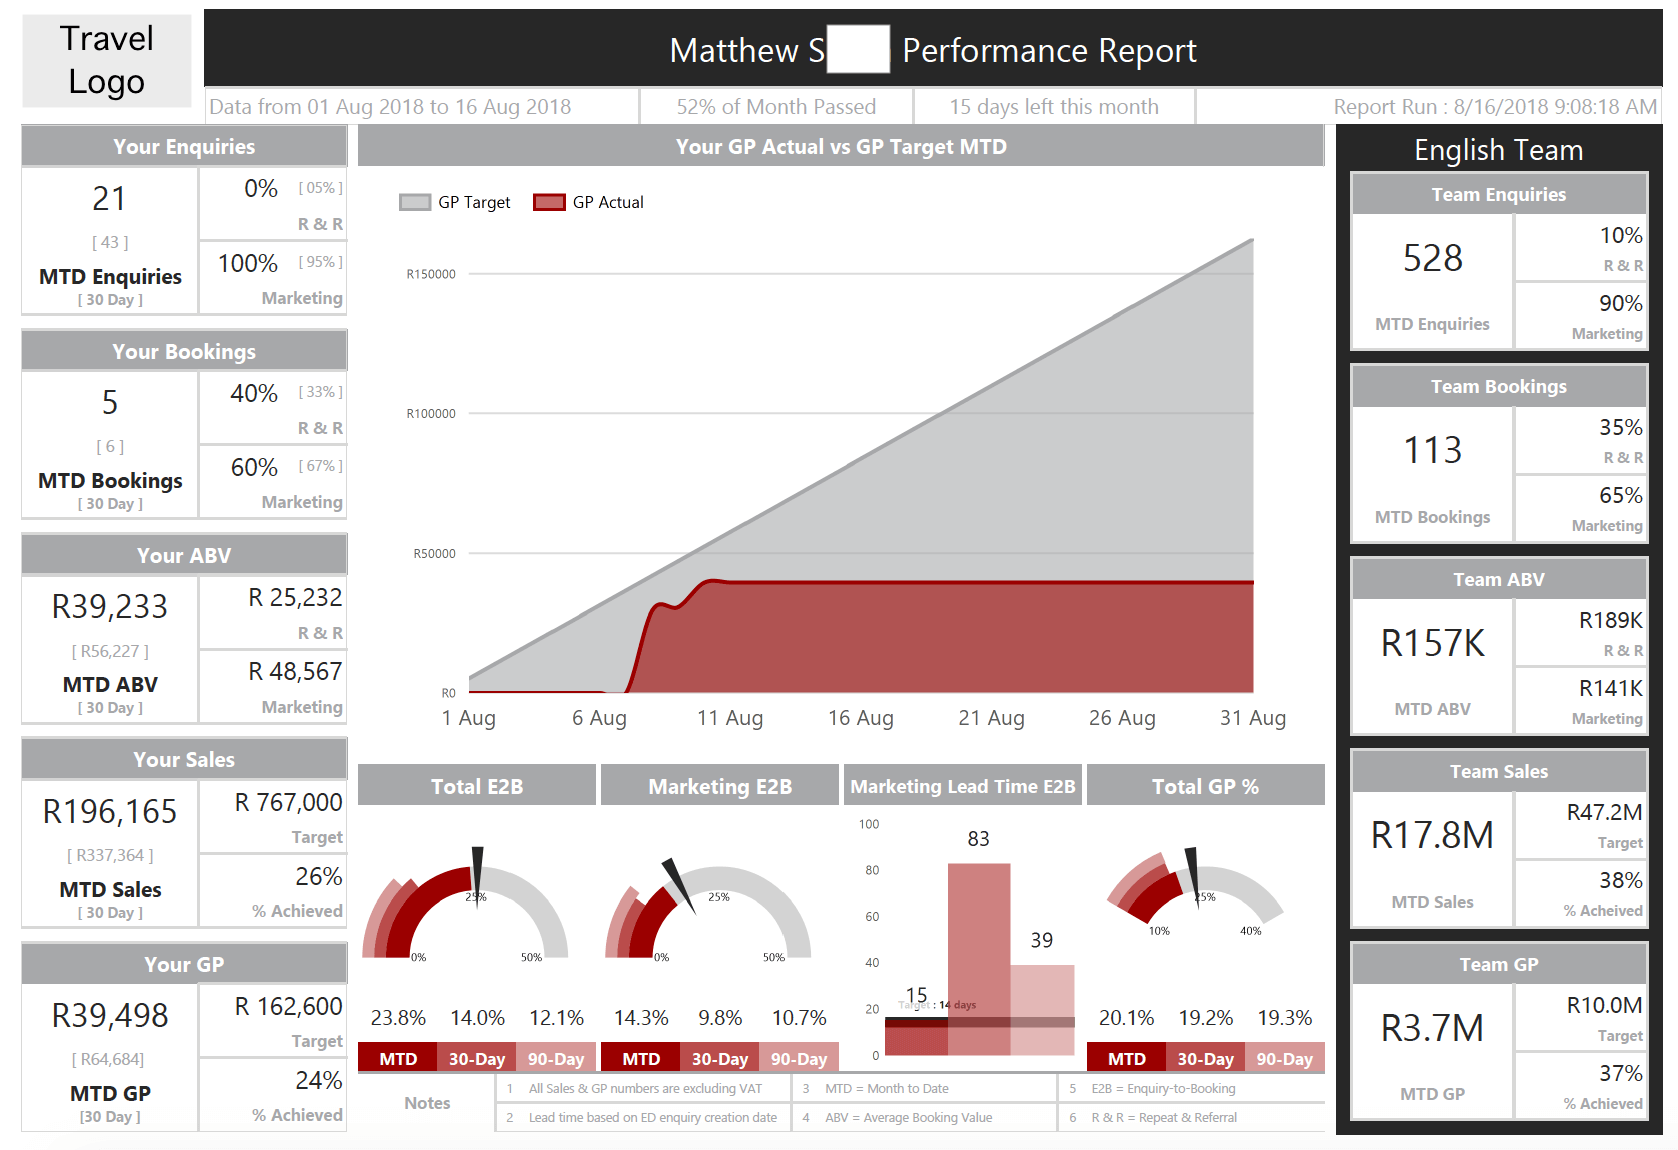 Travel
Logo
Matthew S Performance Report
Data from 01 Aug 2018 to 16 Aug 2018
52% of Month Passed
15 days left this month
Report Run : 8/16/2018 9:08:18 AM
Your Enquiries
21
[ 43 ]
MTD Enquiries
[ 30 Day ]
0% [ 05% ]
R & R
100% [ 95% ]
Marketing
Your Bookings
5
[ 6 ]
MTD Bookings
[ 30 Day ]
40% [ 33% ]
R & R
60% [ 67% ]
Marketing
Your ABV
R39,233
[ R56,227 ]
MTD ABV
[ 30 Day ]
R 25,232
R & R
R 48,567
Marketing
Your Sales
R196,165
[ R337,364 ]
MTD Sales
[ 30 Day ]
R 767,000
Target
26%
% Achieved
Your GP
R39,498
[ R64,684]
MTD GP
[30 Day ]
R 162,600
Target
24%
% Achieved
Your GP Actual vs GP Target MTD
GP Target
GP Actual
R150000
R100000
R50000
R0
1 Aug
6 Aug
11 Aug
16 Aug
21 Aug
26 Aug
31 Aug
Total E2B
25%
0%
50%
23.8% 14.0% 12.1%
MTD 30-Day 90-Day
Marketing E2B
25%
0%
50%
14.3% 9.8% 10.7%
MTD 30-Day 90-Day
Marketing Lead Time E2B
100
80
60
40
20
0
83
39
15
Target : 14 days
Total GP %
25%
10%
40%
20.1% 19.2% 19.3%
MTD 30-Day 90-Day
Notes
1 All Sales & GP numbers are excluding VAT
2 Lead time based on ED enquiry creation date
3 MTD = Month to Date
4 ABV = Average Booking Value
5 E2B = Enquiry-to-Booking
6 R & R = Repeat & Referral
English Team
Team Enquiries
528
MTD Enquiries
10%
R & R
90%
Marketing
Team Bookings
113
MTD Bookings
35%
R & R
65%
Marketing
Team ABV
R157K
MTD ABV
R189K
R & R
R141K
Marketing
Team Sales
R17.8M
MTD Sales
R47.2M
Target
38%
% Acheived
Team GP
R3.7M
MTD GP
R10.0M
Target
37%
% Achieved